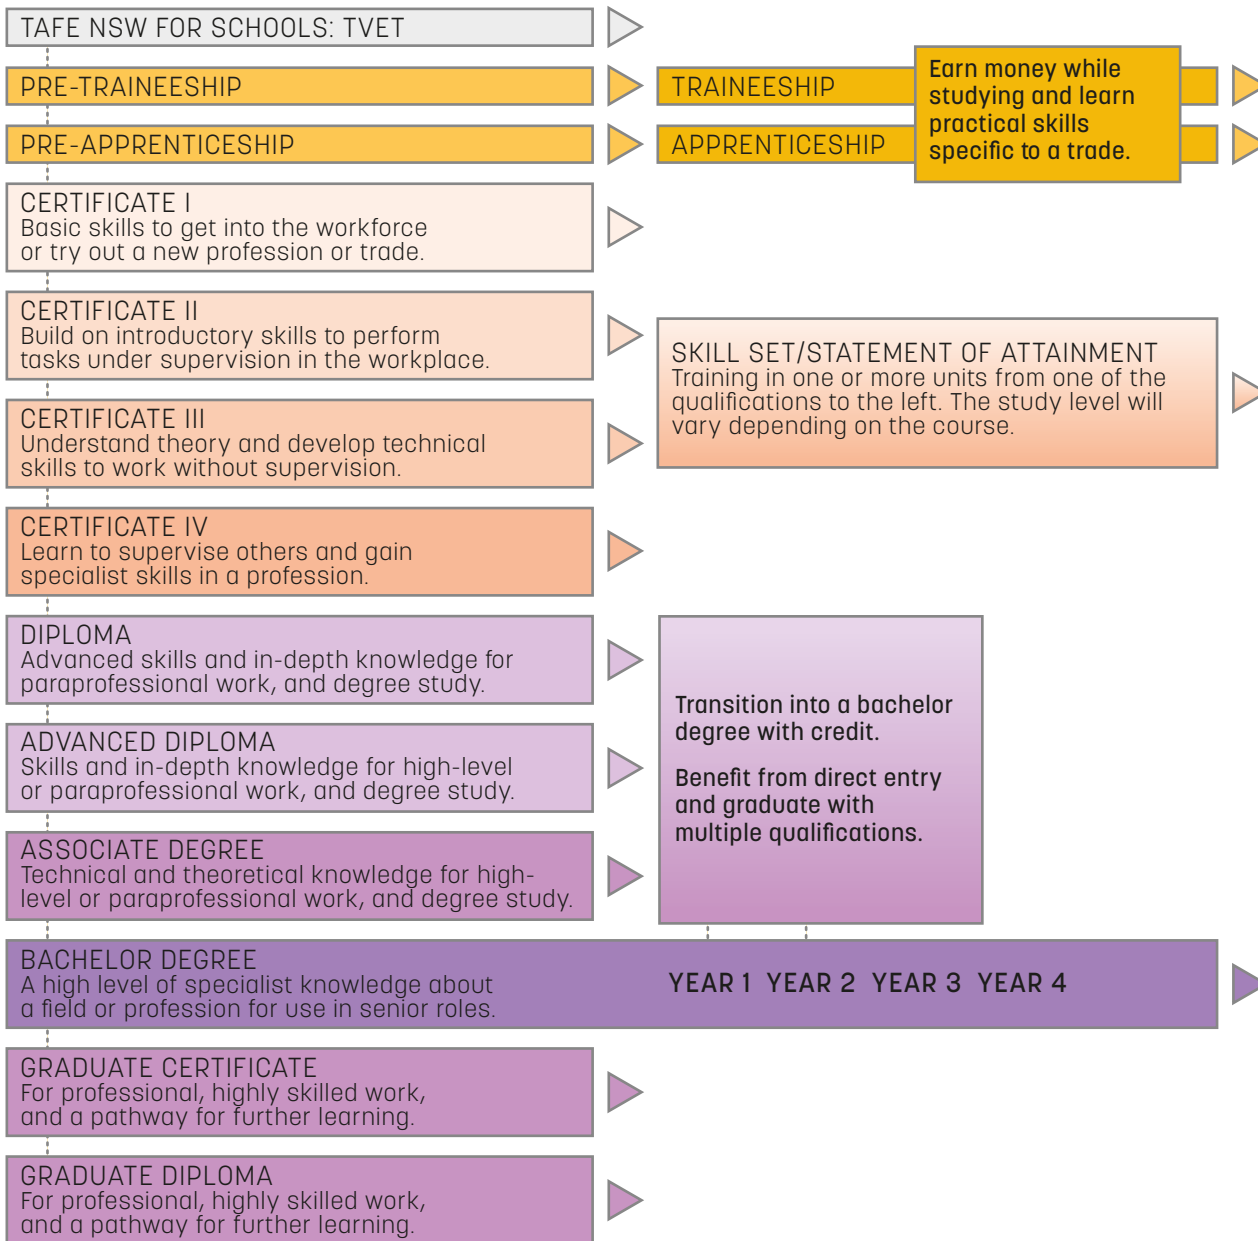 TAFE NSW FOR SCHOOLS: TVET
PRE-TRAINEESHIP
TRAINEESHIP
PRE-APPRENTICESHIP
APPRENTICESHIP
Earn money while
studying and learn
practical skills
specific to a trade.
CERTIFICATE I
Basic skills to get into the workforce
or try out a new profession or trade.
CERTIFICATE II
Build on introductory skills to perform
tasks under supervision in the workplace.
CERTIFICATE III
Understand theory and develop technical
skills to work without supervision.
SKILL SET/STATEMENT OF ATTAINMENT
Training in one or more units from one of the
qualifications to the left. The study level will
vary depending on the course.
CERTIFICATE IV
Learn to supervise others and gain
specialist skills in a profession.
DIPLOMA
Advanced skills and in-depth knowledge for
paraprofessional work, and degree study.
ADVANCED DIPLOMA
Skills and in-depth knowledge for high-level
or paraprofessional work, and degree study.
ASSOCIATE DEGREE
Technical and theoretical knowledge for high-
level or paraprofessional work, and degree study.
Transition into a bachelor
degree with credit.
Benefit from direct entry
and graduate with
multiple qualifications.
BACHELOR DEGREE
A high level of specialist knowledge about
a field or profession for use in senior roles.
YEAR 1 YEAR 2 YEAR 3 YEAR 4
GRADUATE CERTIFICATE
For professional, highly skilled work,
and a pathway for further learning.
GRADUATE DIPLOMA
For professional, highly skilled work,
and a pathway for further learning.